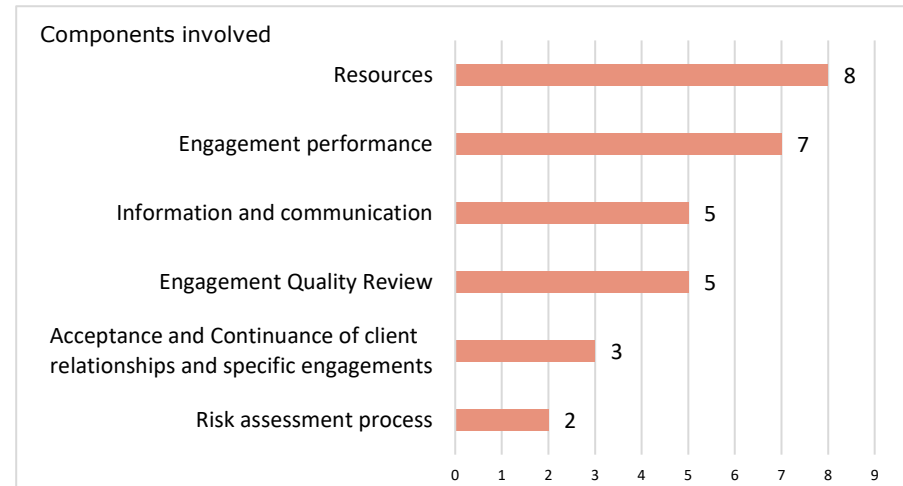 Components involved
Resources
8
Engagement performance
7
Information and communication
5
Engagement Quality Review
5
Acceptance and Continuance of client
relationships and specific engagements
3
Risk assessment process
2
0 1 2 3 4 5 6 7 8 9